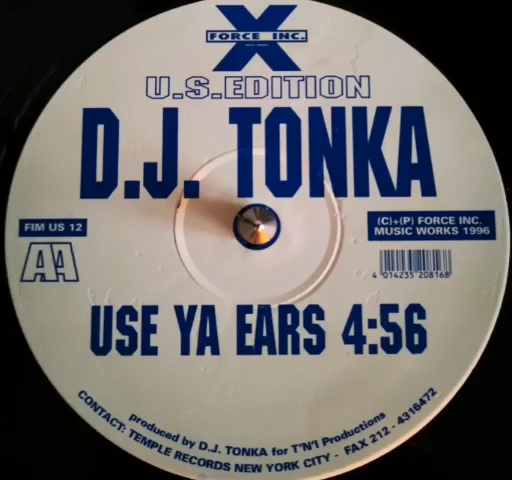 X
FORCE INC.
U.S.EDITION
D.J. TONKA
FIM US 12
(C)+(P) FORCE INC.
MUSIC WORKS 1996
AA
4 014235 208168
USE YA EARS 4:56
produced by D.J. TONKA for T'N'I Productions
CONTACT: TEMPLE RECORDS NEW YORK CITY - FAX 212 - 4316472